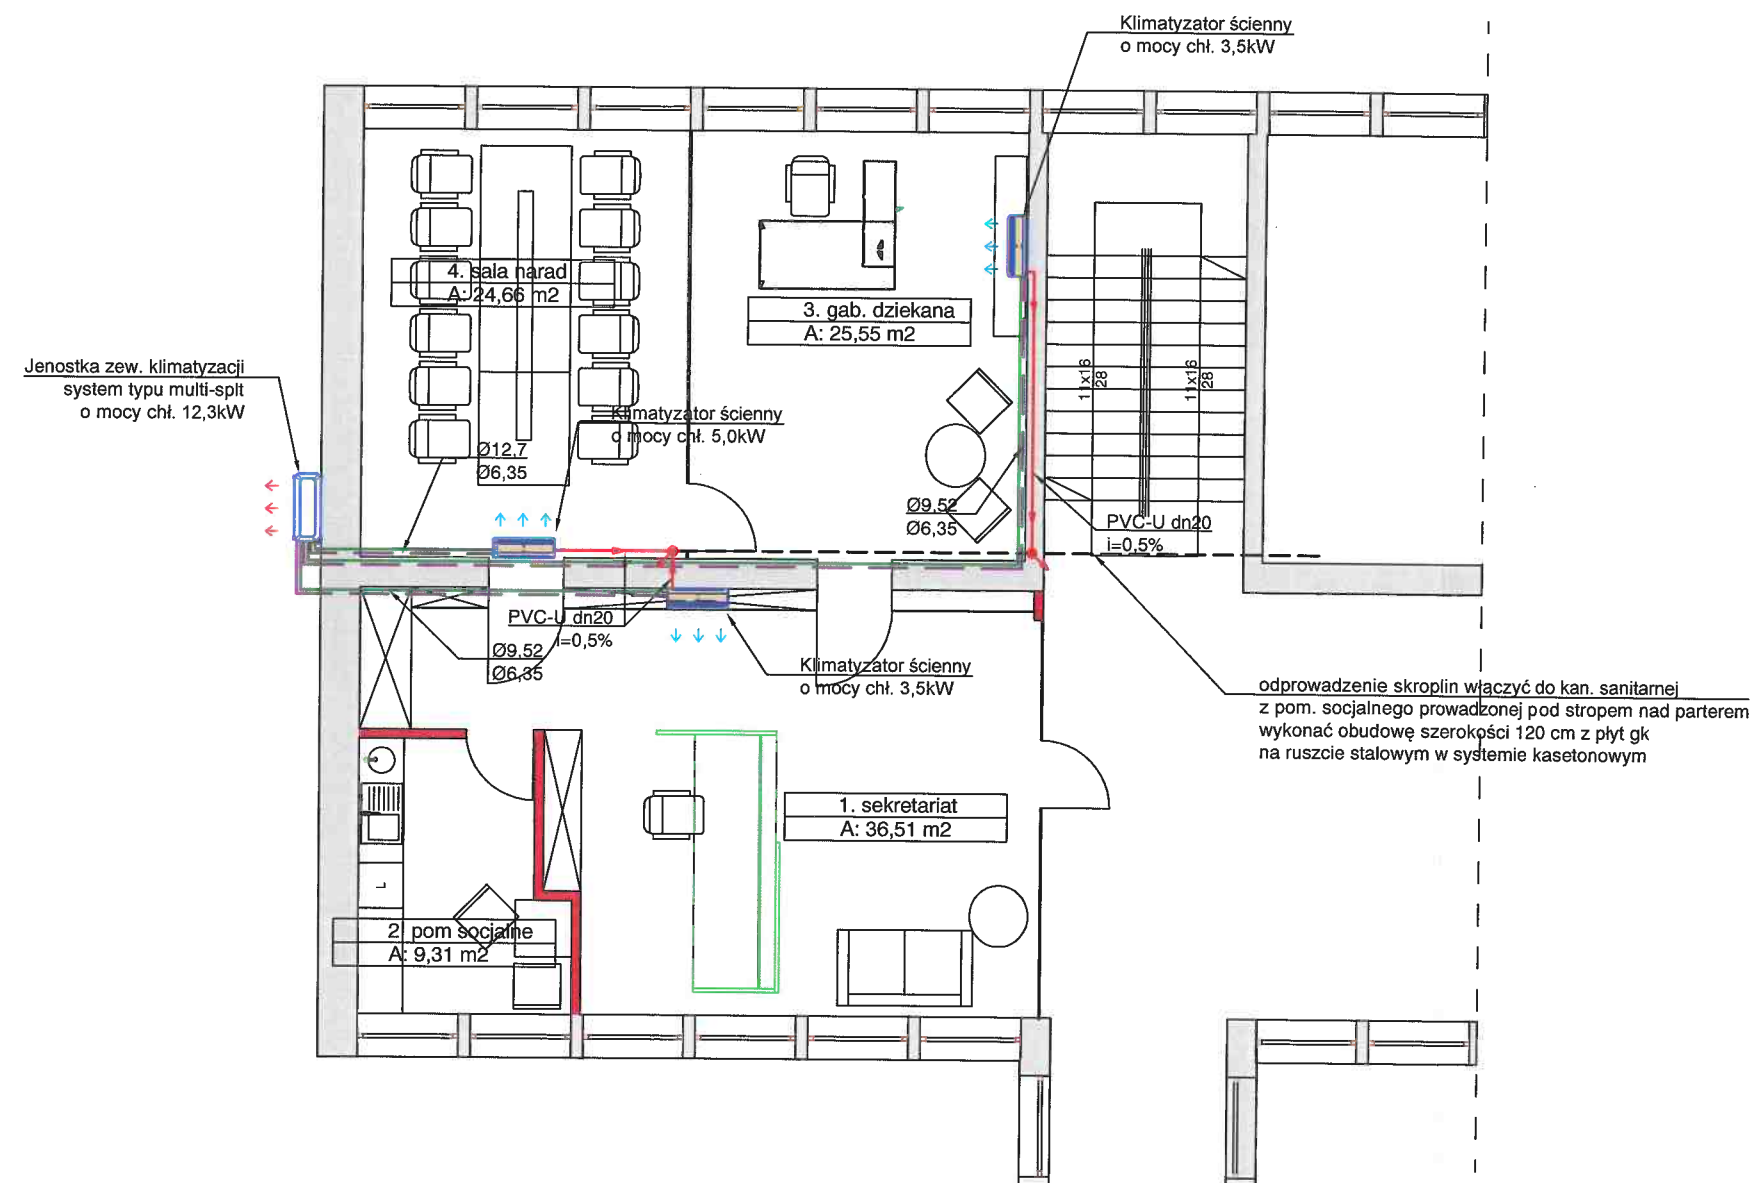 Klimatyzator ścienny
o mocy chł. 3,5kW
4. sala narad
A: 24,66 m2
3. gab. dziekana
A: 25,55 m2
Jenostka zew. klimatyzacji
system typu multi-splt
o mocy chł. 12,3kW
11x16
28
11x16
28
Klimatyzator ścienny
o mocy chł. 5,0kW
Ø12,7
Ø6,35
Ø9,52
Ø6,35
PVC-U dn20
i=0,5%
PVC-U dn20
i=0,5%
Ø9,52
Ø6,35
Klimatyzator ścienny
o mocy chł. 3,5kW
odprowadzenie skroplin włączyć do kan. sanitarnej
z pom. socjalnego prowadzonej pod stropem nad parterem
wykonać obudowę szerokości 120 cm z płyt gk
na ruszcie stalowym w systemie kasetonowym
1. sekretariat
A: 36,51 m2
L
2. pom socjalne
A: 9,31 m2